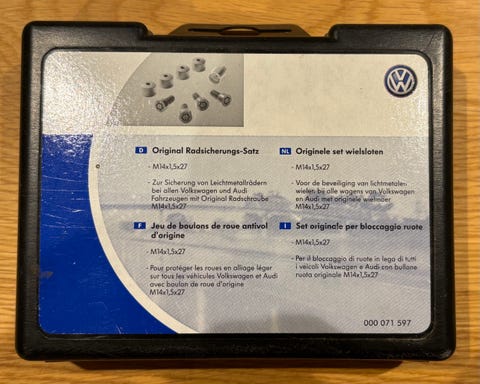 D Original Radsicherungs-Satz
- M14x1,5x27
- Zur Sicherung von Leichtmetallrädern
bei allen Volkswagen und Audi
Fahrzeugen mit Original Radschraube
M14x1,5x27
NL Originele set wielsloten
- M14x1,5x27
- Voor de beveiliging van lichtmetalen
wielen bij alle wagens van Volkswagen
en Audi met originele wielmoer
M14x1,5x27
F Jeu de boulons de roue antivol
d'origine
- M14x1,5x27
- Pour protéger les roues en alliage léger
sur tous les véhicules Volkswagen et Audi
avec boulon de roue d'origine
M14x1,5x27
I Set originale per bloccaggio ruote
- M14x1,5x27
- Per il bloccaggio di ruote in lega di tutti
i veicoli Volkswagen e Audi con bullone
ruota originale M14x1,5x27
000 071 597